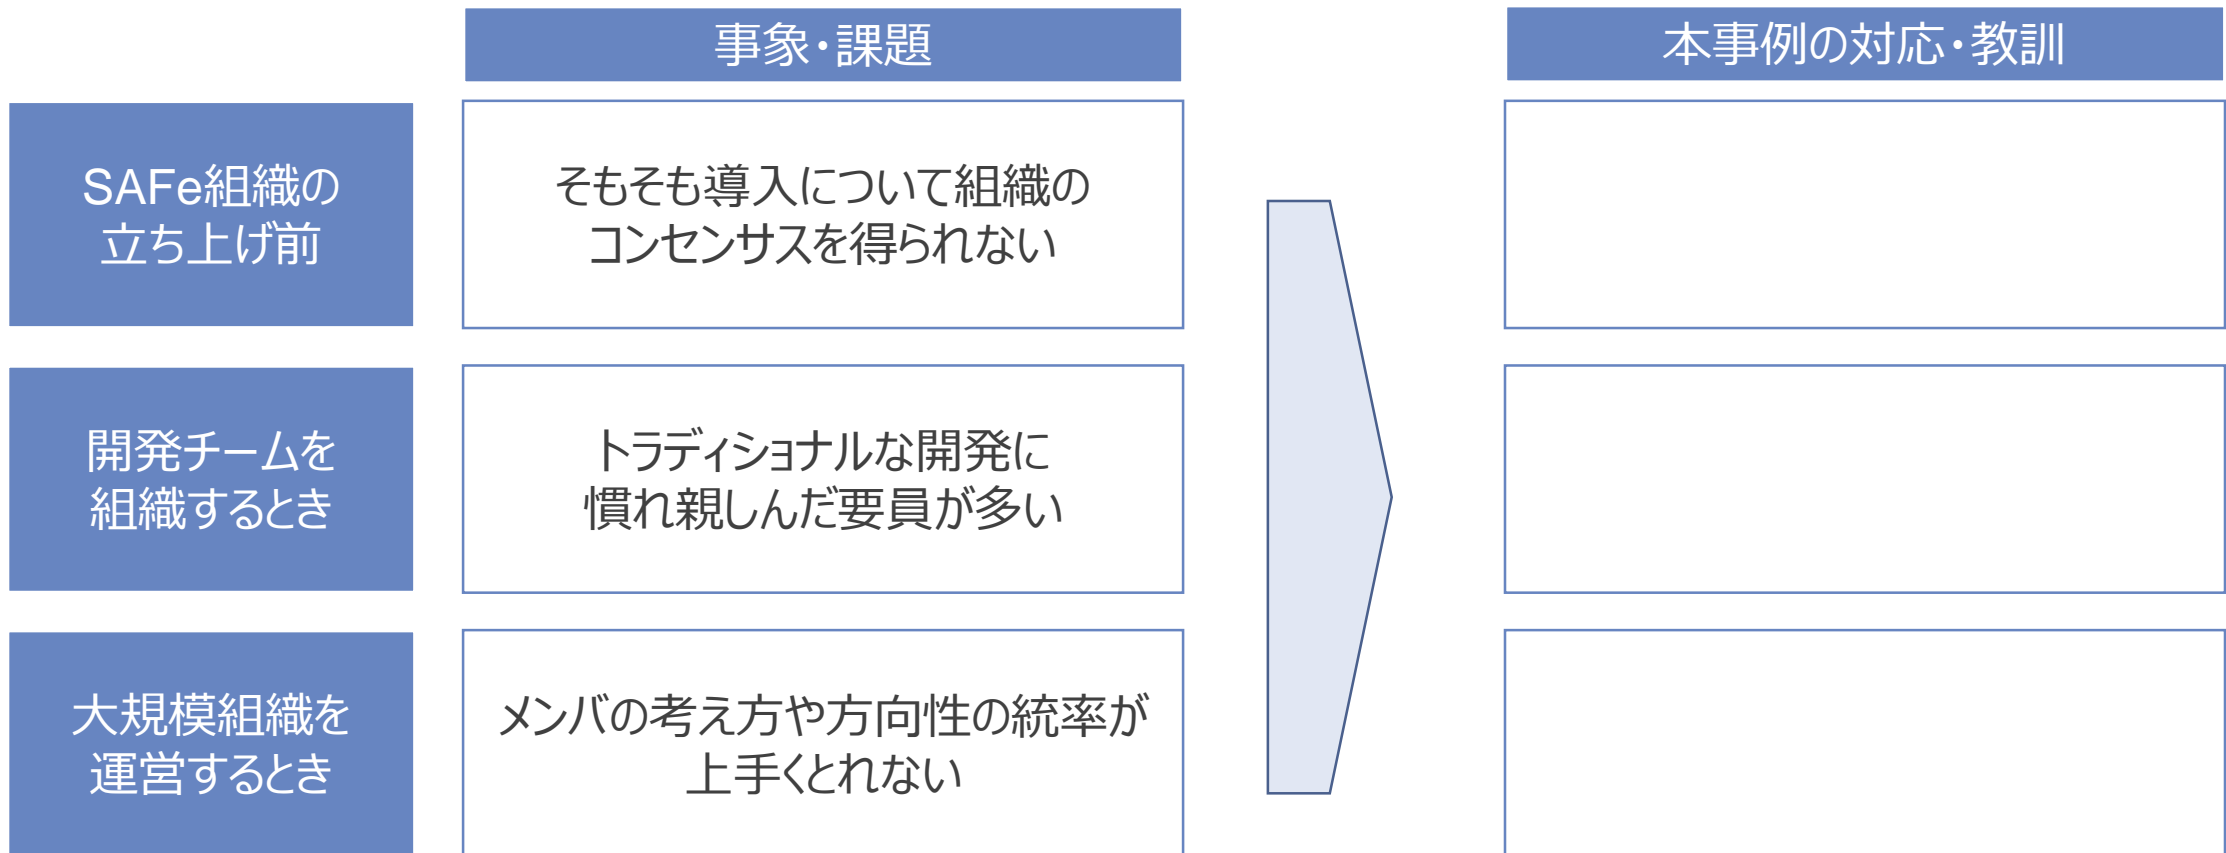 事象・課題
本事例の対応・教訓
SAFe組織の
立ち上げ前
そもそも導入について組織の
コンセンサスを得られない
開発チームを
組織するとき
トラディショナルな開発に
慣れ親しんだ要員が多い
大規模組織を
運営するとき
メンバの考え方や方向性の統率が
上手くとれない